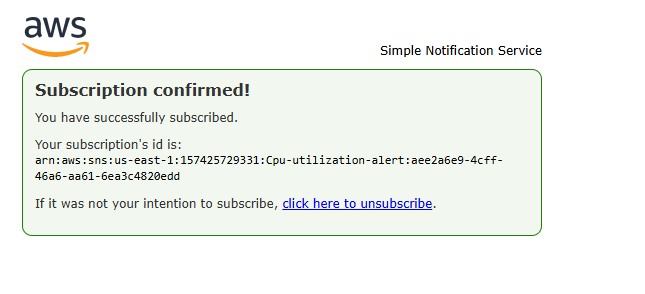 aws
Simple Notification Service
Subscription confirmed!
You have successfully subscribed.
Your subscription's id is:
arn:aws:sns:us-east-1:157425729331:Cpu-utilization-alert:aee2a6e9-4cff-
46a6-aa61-6ea3c4820edd
If it was not your intention to subscribe, click here to unsubscribe.